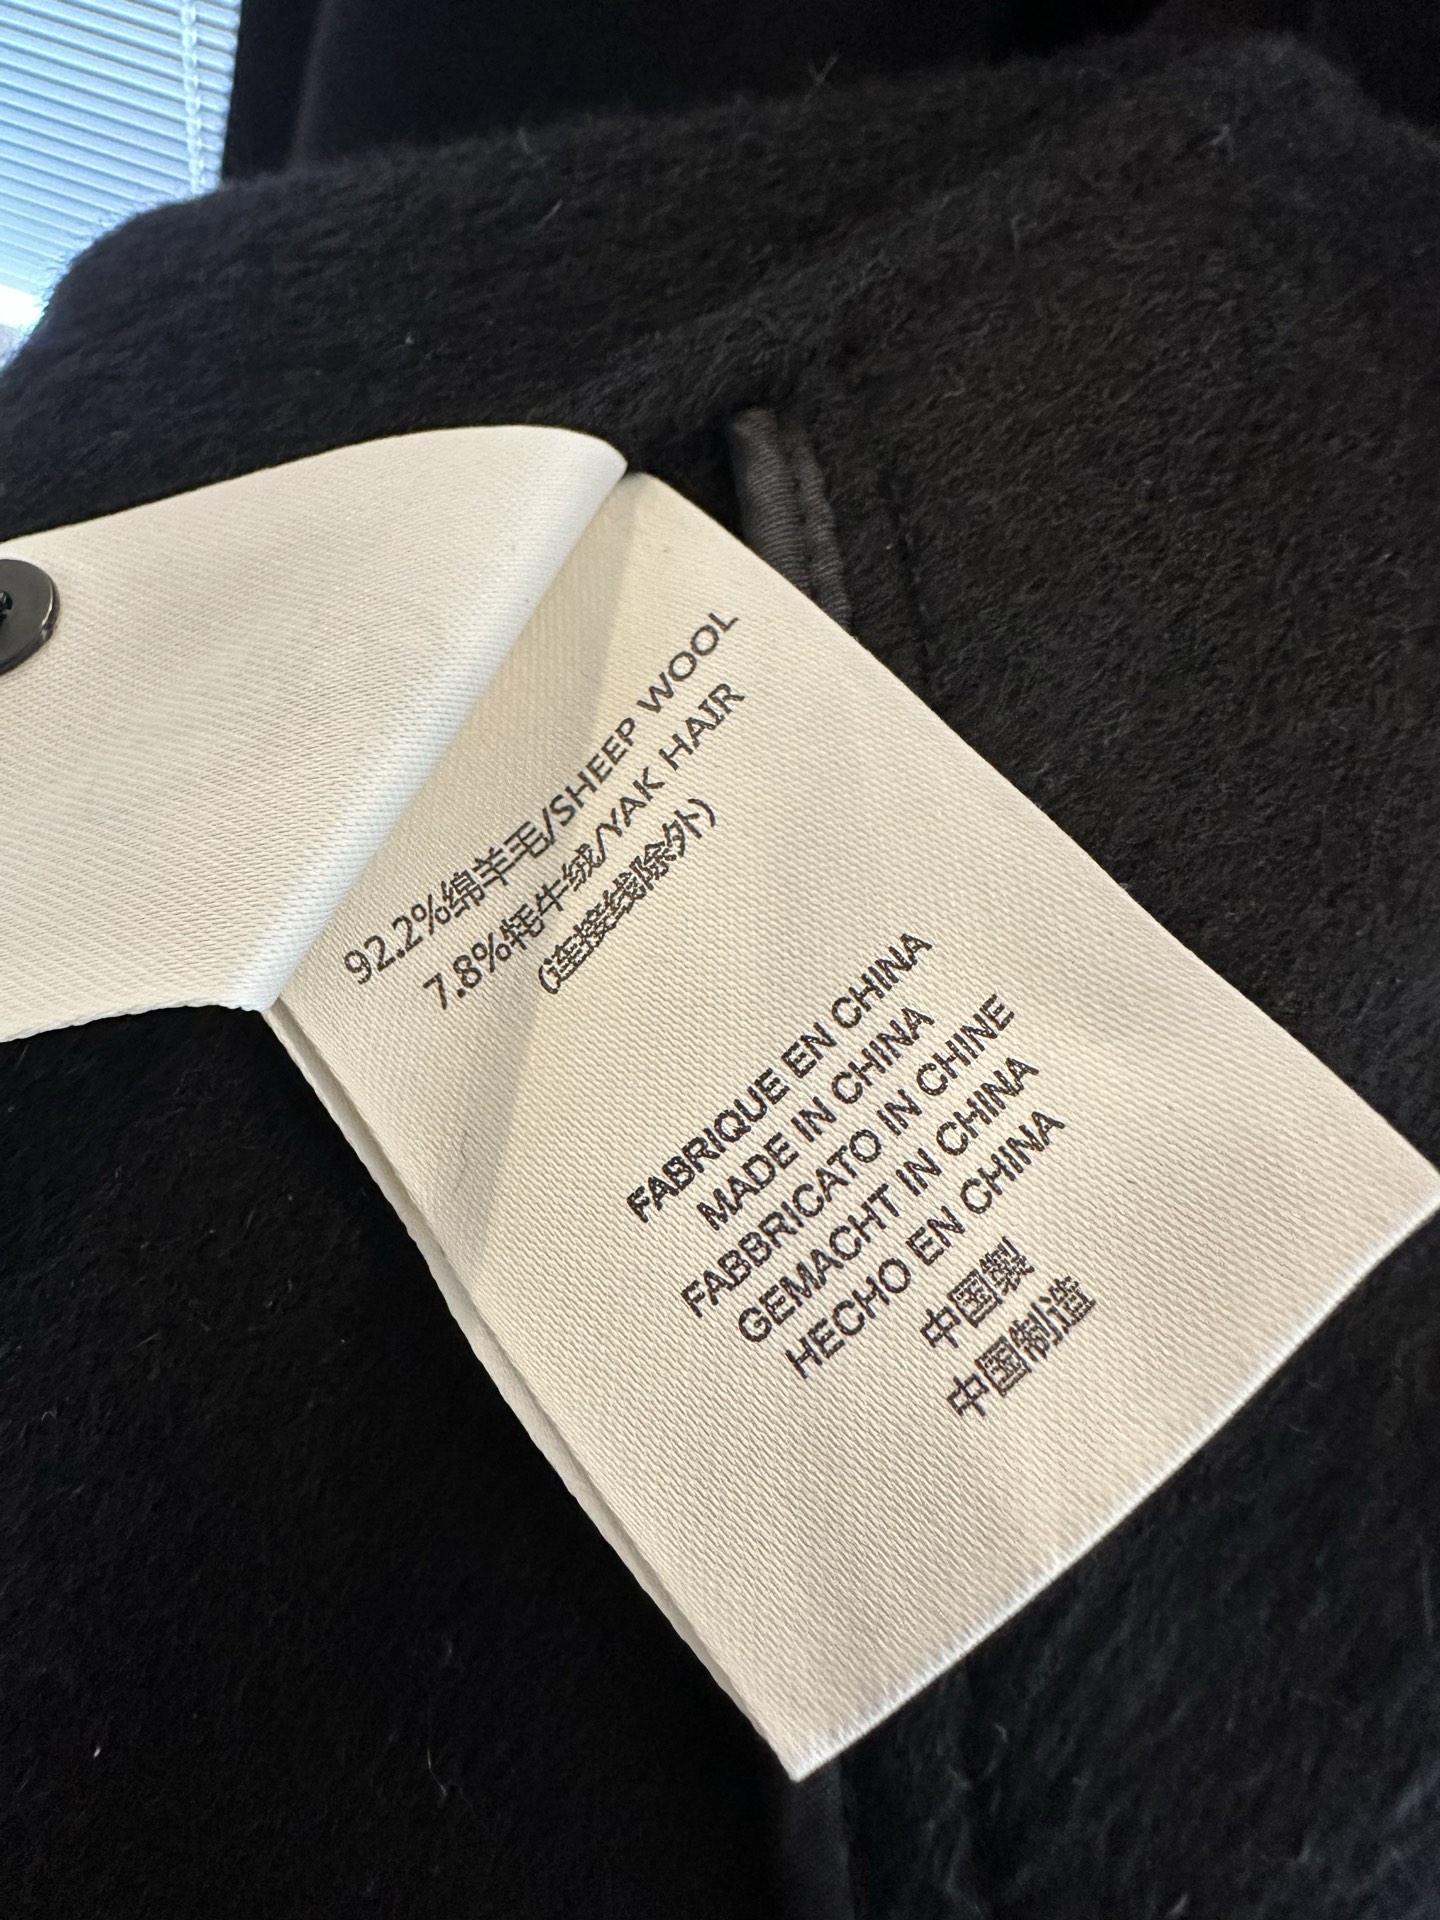 92.2%绵羊毛/SHEEP WOOL
7.8%牦牛绒/YAK HAIR
(连接线除外)
FABRIQUE EN CHINA
MADE IN CHINA
FABBRICATO IN CHINE
GEMACHT IN CHINA
HECHO EN CHINA
中国製
中国制造